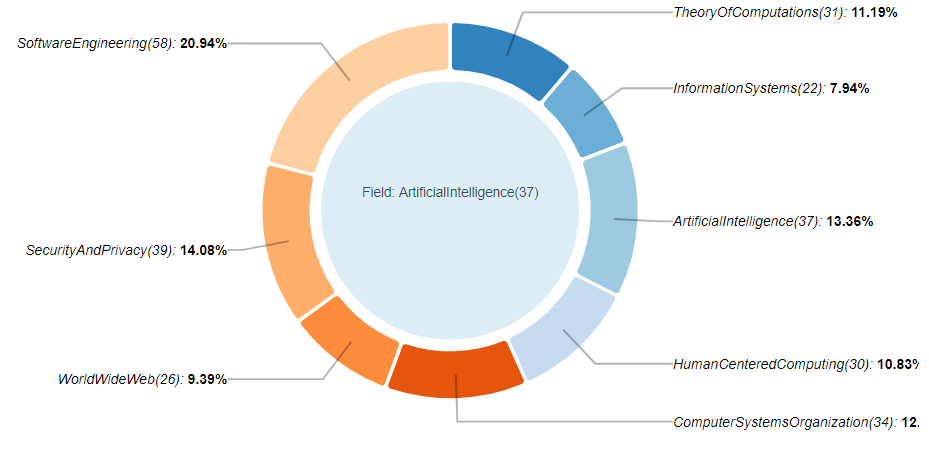 TheoryOfComputations(31): 11.19%
SoftwareEngineering(58): 20.94%
InformationSystems(22): 7.94%
Field: ArtificialIntelligence(37)
ArtificialIntelligence(37): 13.36%
SecurityAndPrivacy(39): 14.08%
HumanCenteredComputing(30): 10.83%
WorldWideWeb(26): 9.39%
ComputerSystemsOrganization(34): 12.